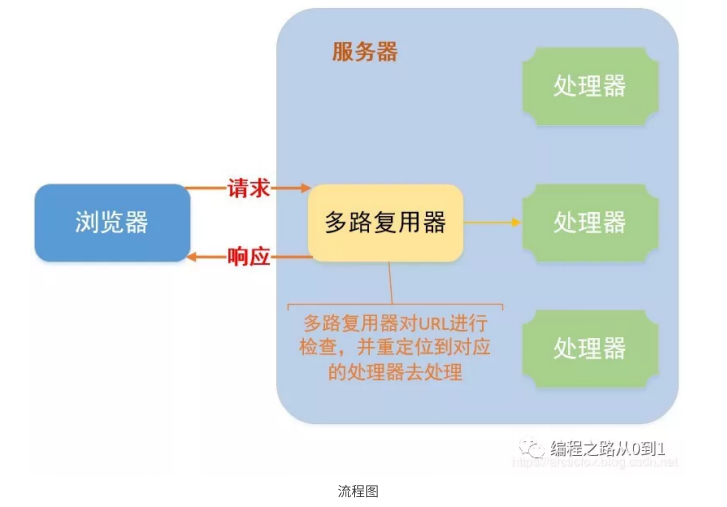 服务器
处理器
请求
浏览器
多路复用器
处理器
响应
多路复用器对URL进行
检查，并重定位到对应
的处理器去处理
处理器
编程之路从0到1
流程图